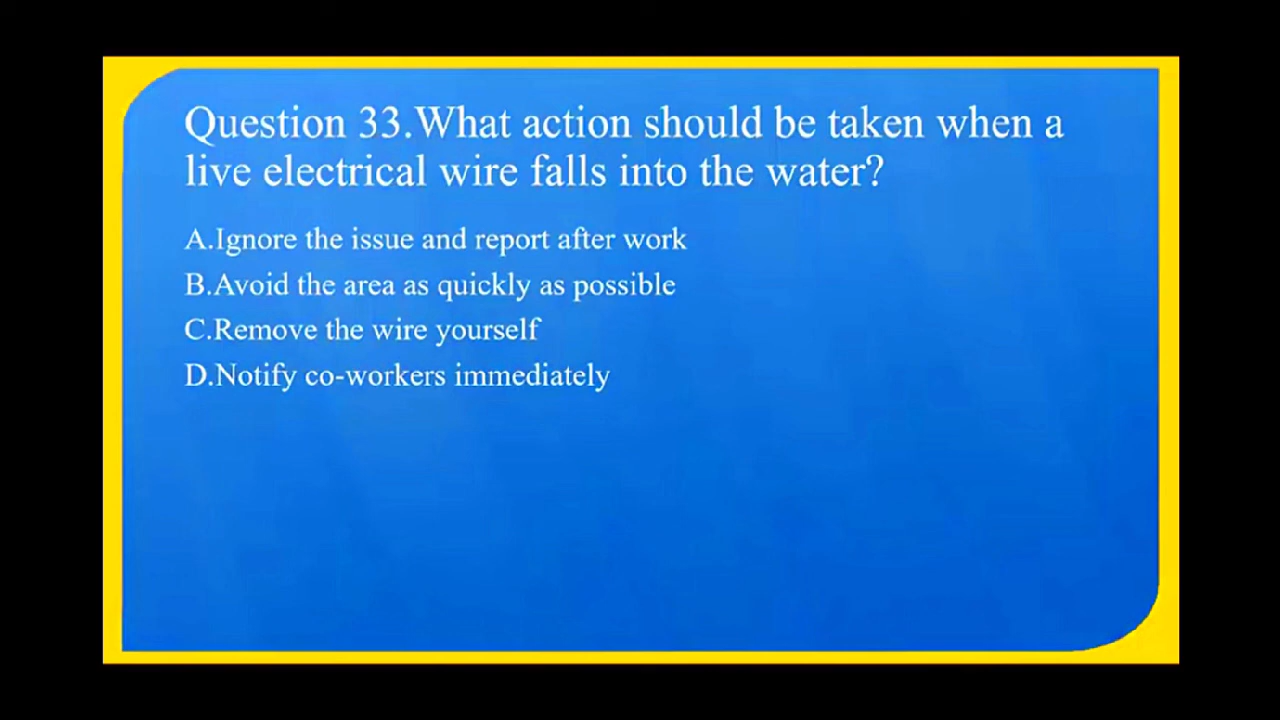 Question 33.What action should be taken when a
live electrical wire falls into the water?
A.Ignore the issue and report after work
B.Avoid the area as quickly as possible
C.Remove the wire yourself
D.Notify co-workers immediately